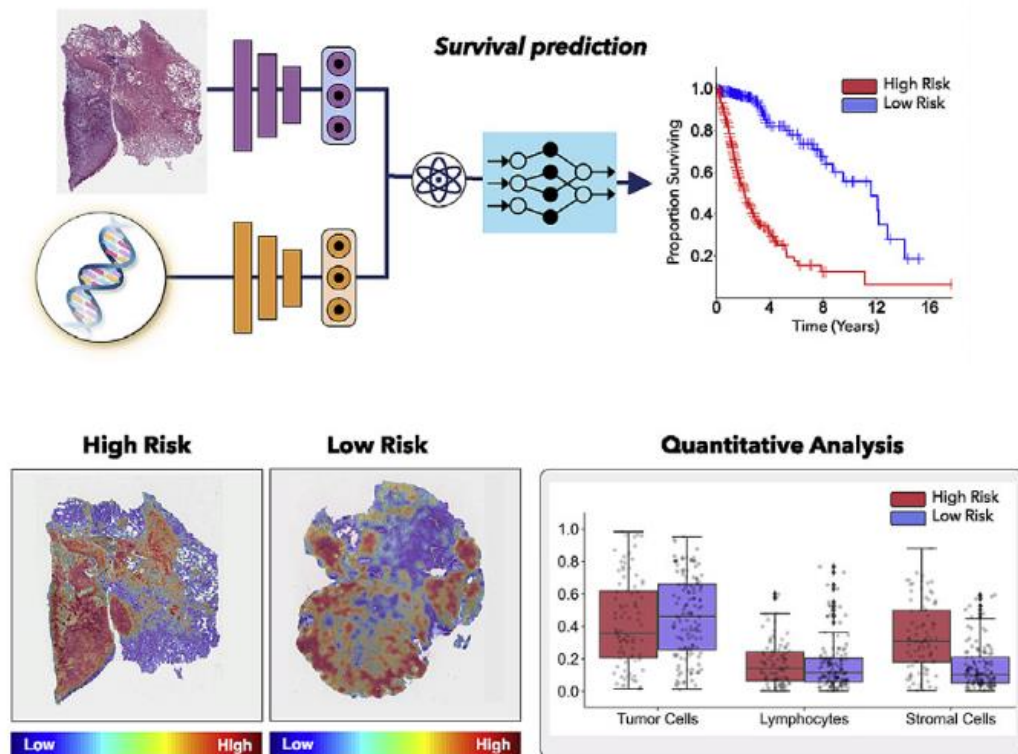 Survival prediction
High Risk
Low Risk
Proportion Surviving
1.0
0.8
0.6
0.4
0.2
0 4 8 12 16
Time (Years)
High Risk
Low Risk
Low High
Low High
Quantitative Analysis
High Risk
Low Risk
1.0
0.8
0.6
0.4
0.2
0.0
Tumor Cells Lymphocytes Stromal Cells